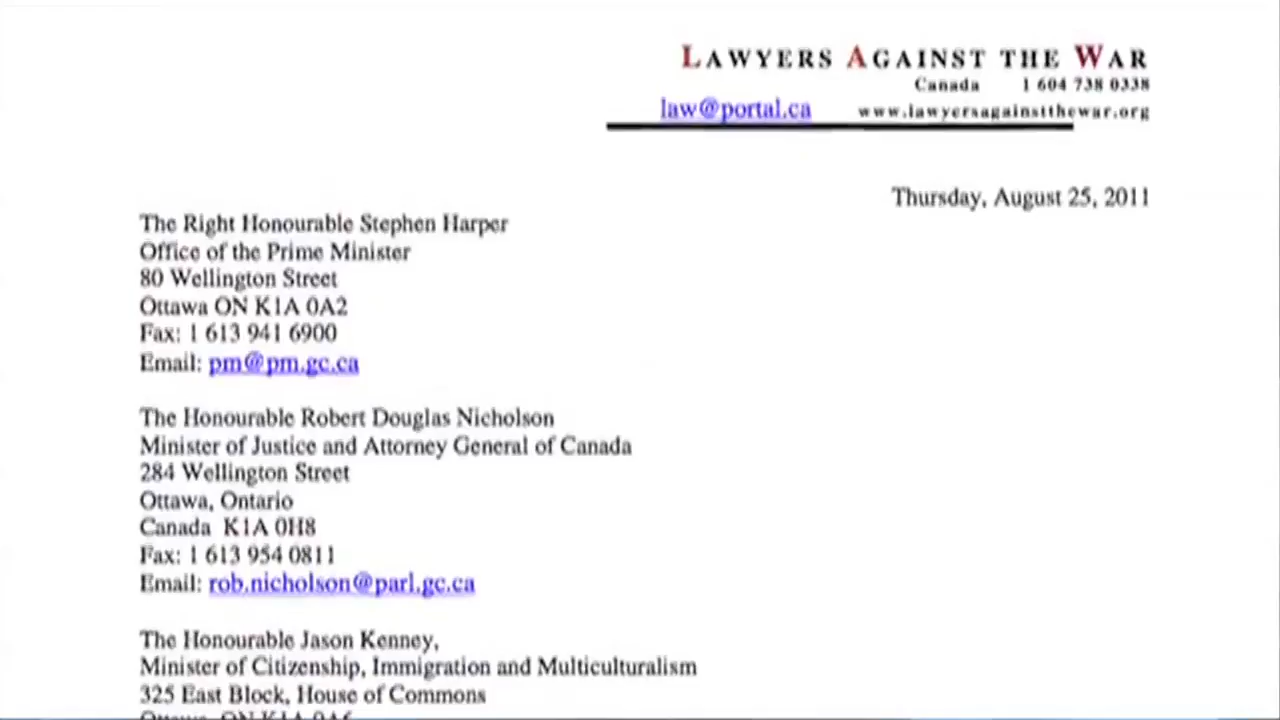 LAWYERS AGAINST THE WAR
Canada 1 604 738 0338
law@portal.ca www.lawyersagainstthewar.org
Thursday, August 25, 2011
The Right Honourable Stephen Harper
Office of the Prime Minister
80 Wellington Street
Ottawa ON K1A 0A2
Fax: 1 613 941 6900
Email: pm@pm.gc.ca
The Honourable Robert Douglas Nicholson
Minister of Justice and Attorney General of Canada
284 Wellington Street
Ottawa, Ontario
Canada K1A 0H8
Fax: 1 613 954 0811
Email: rob.nicholson@parl.gc.ca
The Honourable Jason Kenney,
Minister of Citizenship, Immigration and Multiculturalism
325 East Block, House of Commons
Ottawa, ON K1A 0A6